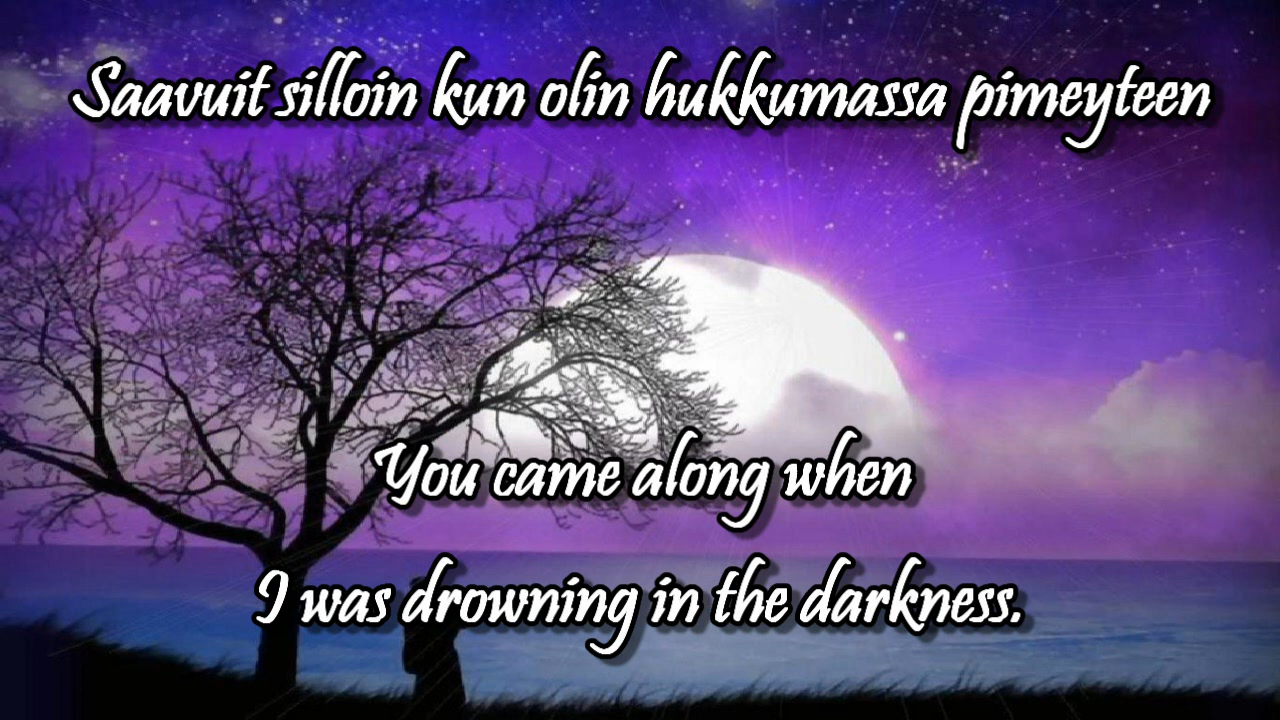 Saavuit silloin kun olin hukkumassa pimeyteen
You came along when
I was drowning in the darkness.